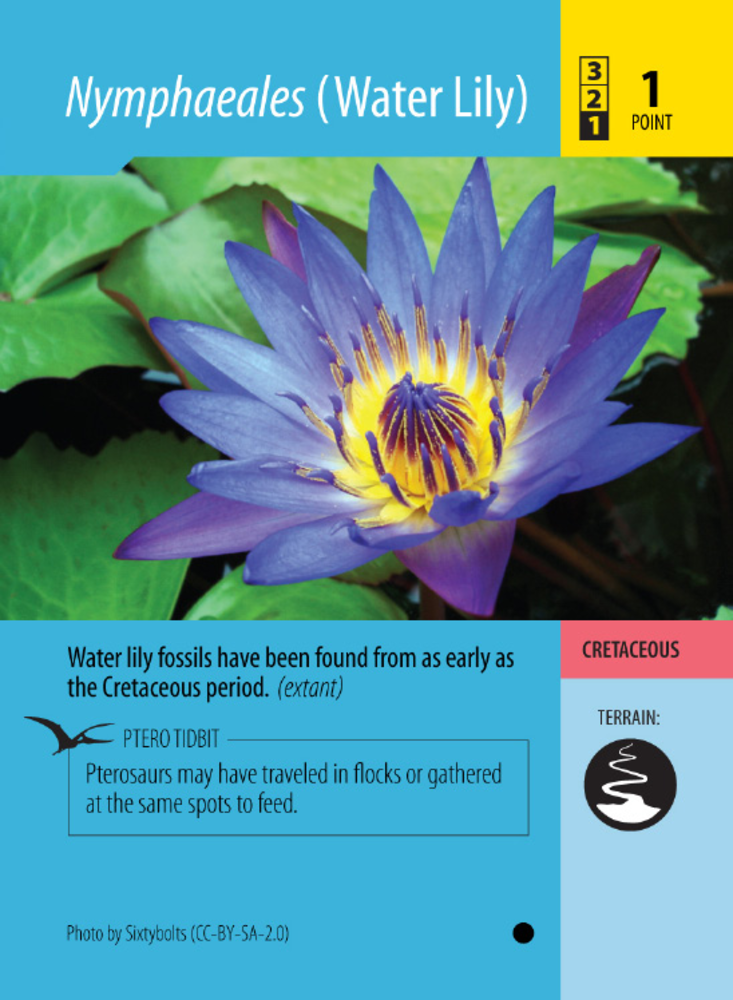 Nymphaeales (Water Lily)
3
2
1
1
POINT
Water lily fossils have been found from as early as
the Cretaceous period. (extant)
PTERO TIDBIT
Pterosaurs may have traveled in flocks or gathered
at the same spots to feed.
CRETACEOUS
TERRAIN:
Photo by Sixtybolts (CC-BY-SA-2.0)